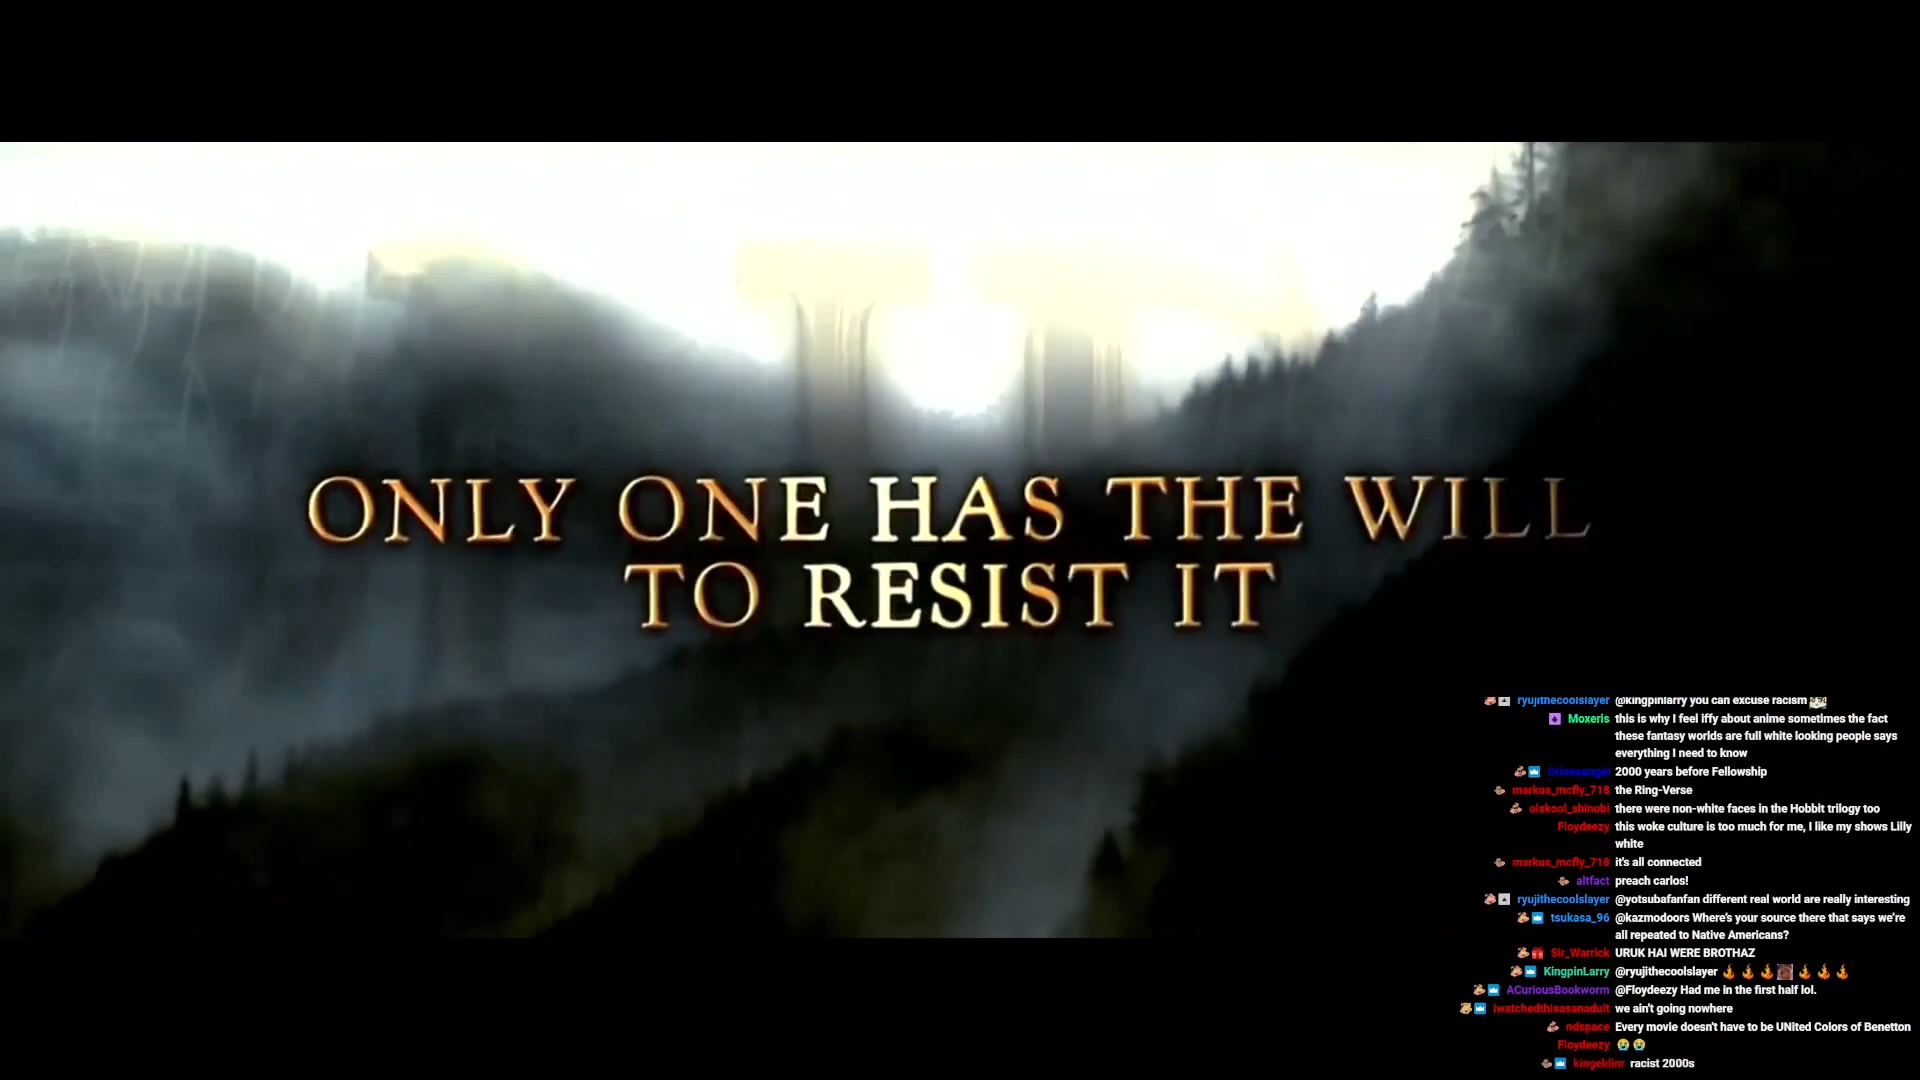 ONLY ONE HAS THE WILL
TO RESIST IT
ryujithecoolslayer @kingpinlarry you can excuse racism
Moxeris this is why I feel iffy about anime sometimes the fact
these fantasy worlds are full white looking people says
everything I need to know
Orionsangel 2000 years before Fellowship
markus_mcfly_718 the Ring-Verse
olskool_shinobi there were non-white faces in the Hobbit trilogy too
Floydeezy this woke culture is too much for me, I like my shows Lilly
white
markus_mcfly_718 it's all connected
altfact preach carlos!
ryujithecoolslayer @yotsubafanfan different real world are really interesting
tsukasa_96 @kazmodoors Where's your source there that says we're
all repeated to Native Americans?
Sir_Warrick URUK HAI WERE BROTHAZ
KingpinLarry @ryujithecoolslayer
ACuriousBookworm @Floydeezy Had me in the first half lol.
iwatchedthisasanadult we ain't going nowhere
ndspace Every movie doesn't have to be UNited Colors of Benetton
Floydeezy
kingeldinr racist 2000s